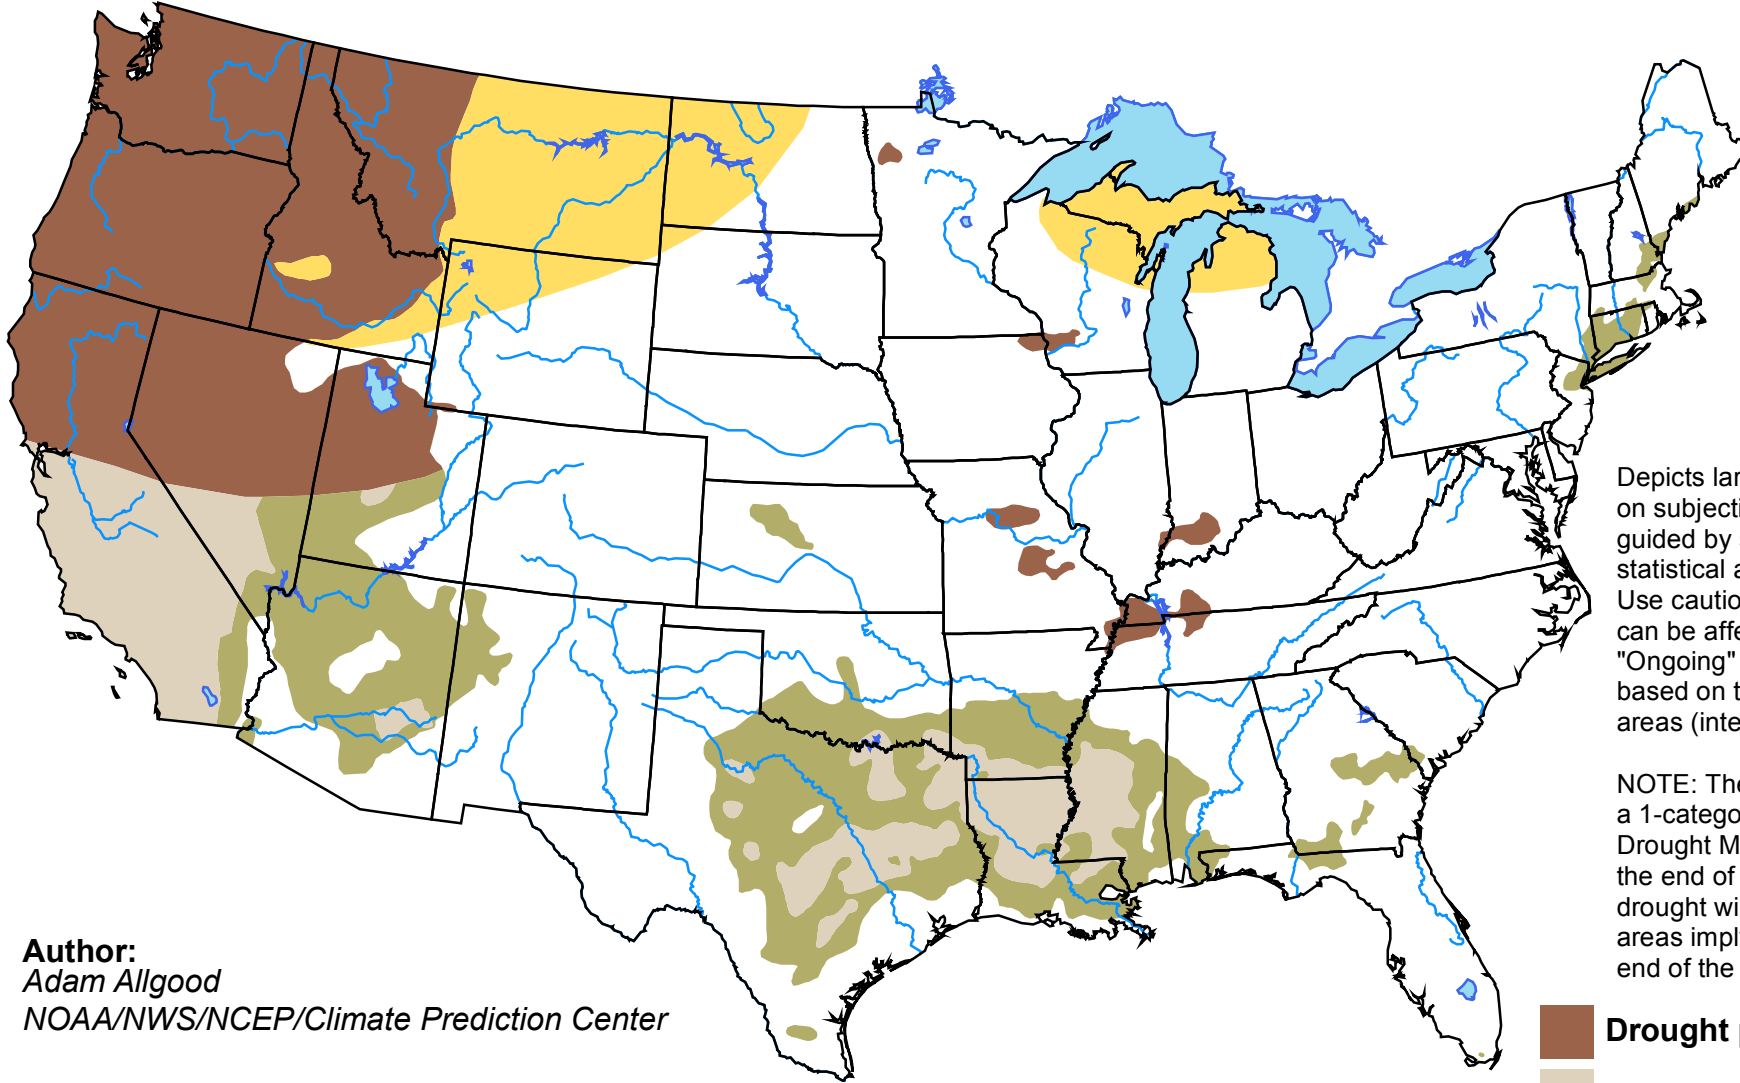 Depicts lar
on subjecti
guided by
statistical a
Use cautio
can be affe
"Ongoing"
based on t
areas (inte
NOTE: The
a 1-catego
Drought M
the end of
drought wi
areas impl
end of the
Author:
Adam Allgood
NOAA/NWS/NCEP/Climate Prediction Center
Drought